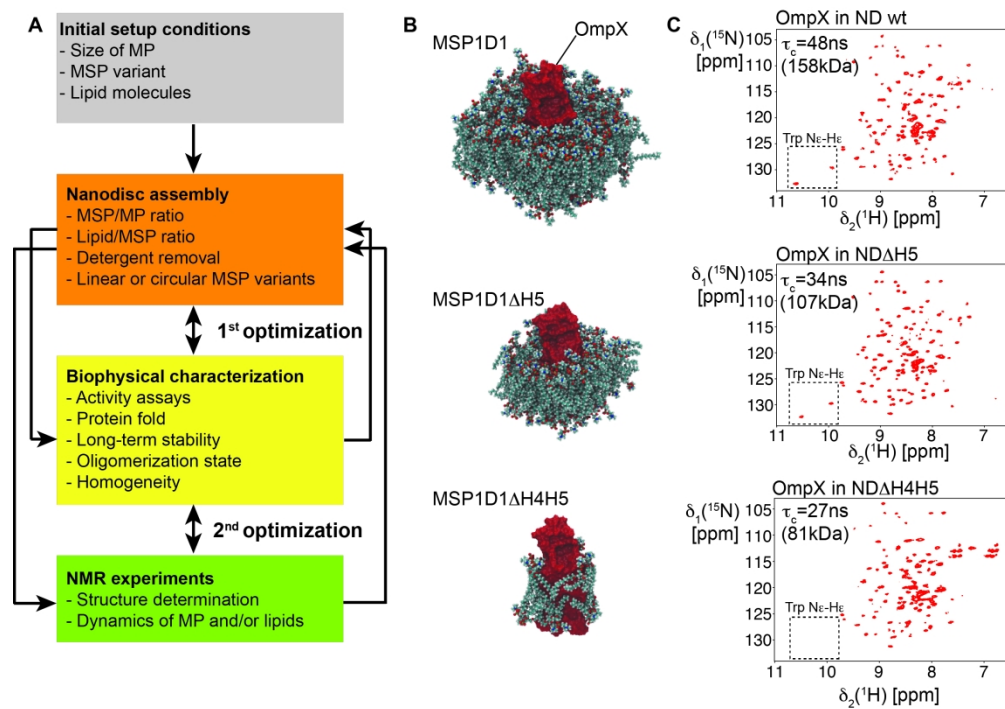 A
Initial setup conditions
- Size of MP
- MSP variant
- Lipid molecules
Nanodisc assembly
- MSP/MP ratio
- Lipid/MSP ratio
- Detergent removal
- Linear or circular MSP variants
1st optimization
Biophysical characterization
- Activity assays
- Protein fold
- Long-term stability
- Oligomerization state
- Homogeneity
2nd optimization
NMR experiments
- Structure determination
- Dynamics of MP and/or lipids
B
OmpX
MSP1D1
MSP1D1ΔH5
MSP1D1ΔH4H5
C
OmpX in ND wt
δ1(15N)
[ppm]
τc=48ns
(158kDa)
Trp Nε-Hε
105
110
115
120
125
130
11 10 9 8 7
δ2(1H) [ppm]
OmpX in NDΔH5
δ1(15N)
[ppm]
τc=34ns
(107kDa)
Trp Nε-Hε
105
110
115
120
125
130
11 10 9 8 7
δ2(1H) [ppm]
OmpX in NDΔH4H5
δ1(15N)
[ppm]
τc=27ns
(81kDa)
Trp Nε-Hε
105
110
115
120
125
130
11 10 9 8 7
δ2(1H) [ppm]